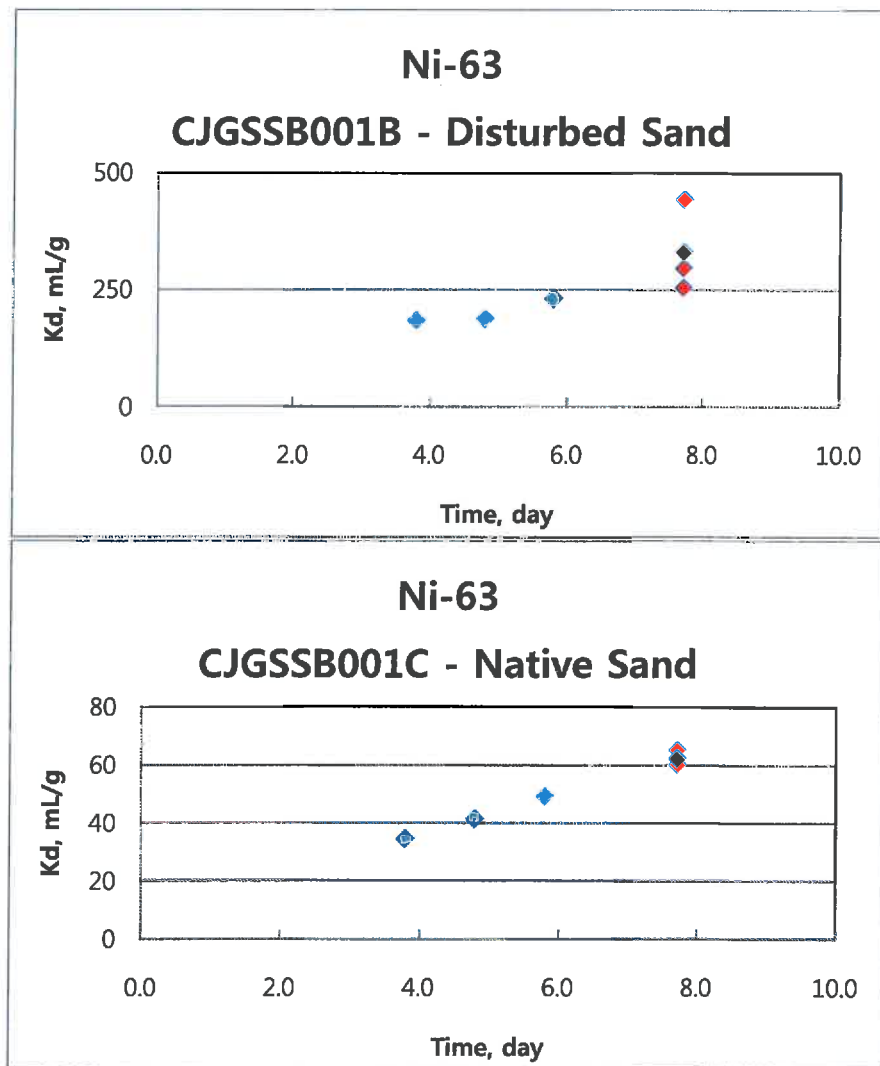 Ni-63
CJGSSB001B - Disturbed Sand
500
250
0
Kd, mL/g
0.0 2.0 4.0 6.0 8.0 10.0
Time, day
Ni-63
CJGSSB001C - Native Sand
80
60
40
20
0
Kd, mL/g
0.0 2.0 4.0 6.0 8.0 10.0
Time, day